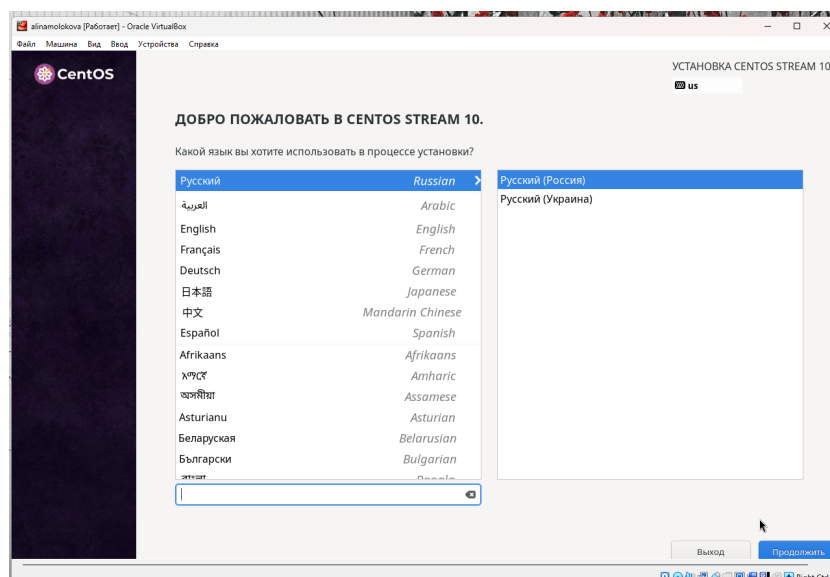 alinamolokova [Работает] - Oracle VirtualBox
Файл Машина Вид Ввод Устройства Справка
CentOS
УСТАНОВКА CENTOS STREAM 10
us
ДОБРО ПОЖАЛОВАТЬ В CENTOS STREAM 10.
Какой язык вы хотите использовать в процессе установки?
Русский Russian
العربية Arabic
English English
Français French
Deutsch German
日本語 Japanese
中文 Mandarin Chinese
Español Spanish
Afrikaans Afrikaans
አማርኛ Amharic
অসমীয়া Assamese
Asturianu Asturian
Беларуская Belarusian
Български Bulgarian
বাংলা Bangla
Русский (Россия)
Русский (Украина)
Выход Продолжить
Right Ctrl